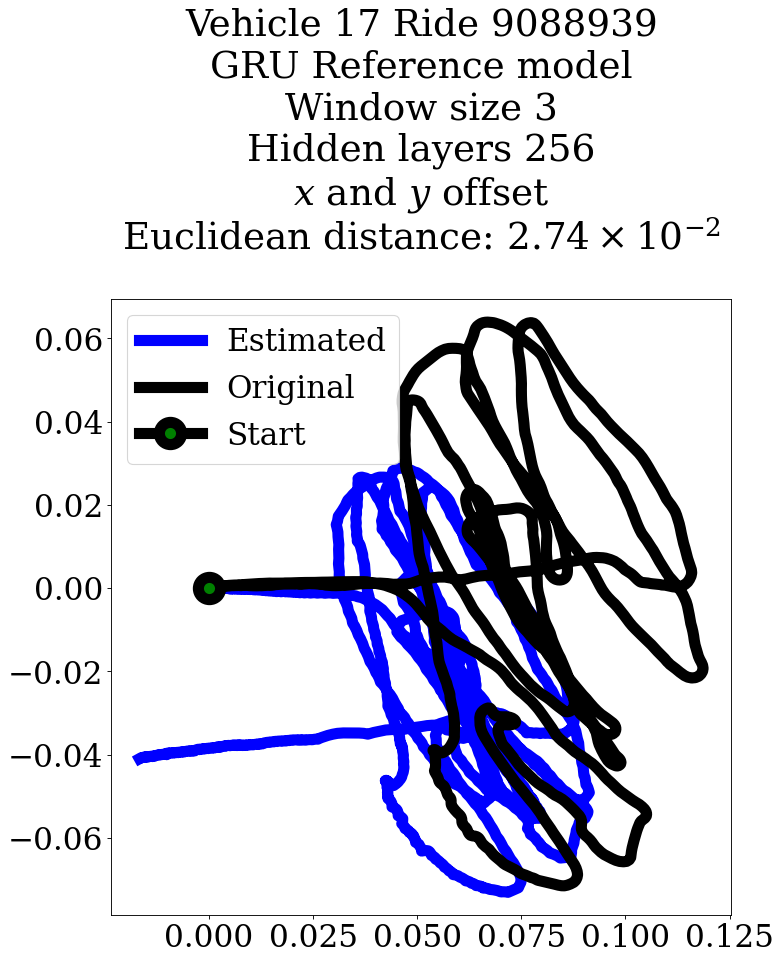 Vehicle 17 Ride 9088939
GRU Reference model
Window size 3
Hidden layers 256
x and y offset
Euclidean distance: 2.74 × 10⁻²
Estimated
Original
Start
0.06
0.04
0.02
0.00
−0.02
−0.04
−0.06
0.000 0.025 0.050 0.075 0.100 0.125